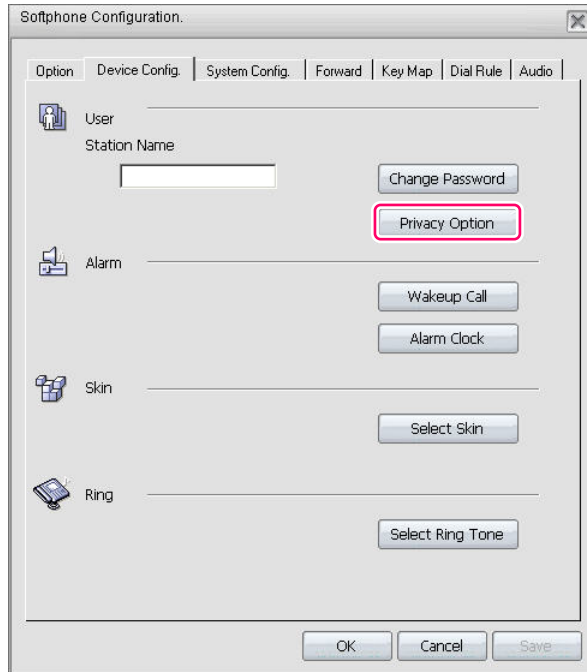 Softphone Configuration.
Option Device Config. System Config. Forward Key Map Dial Rule Audio
User
Station Name
Change Password
Privacy Option
Alarm
Wakeup Call
Alarm Clock
Skin
Select Skin
Ring
Select Ring Tone
OK Cancel Save